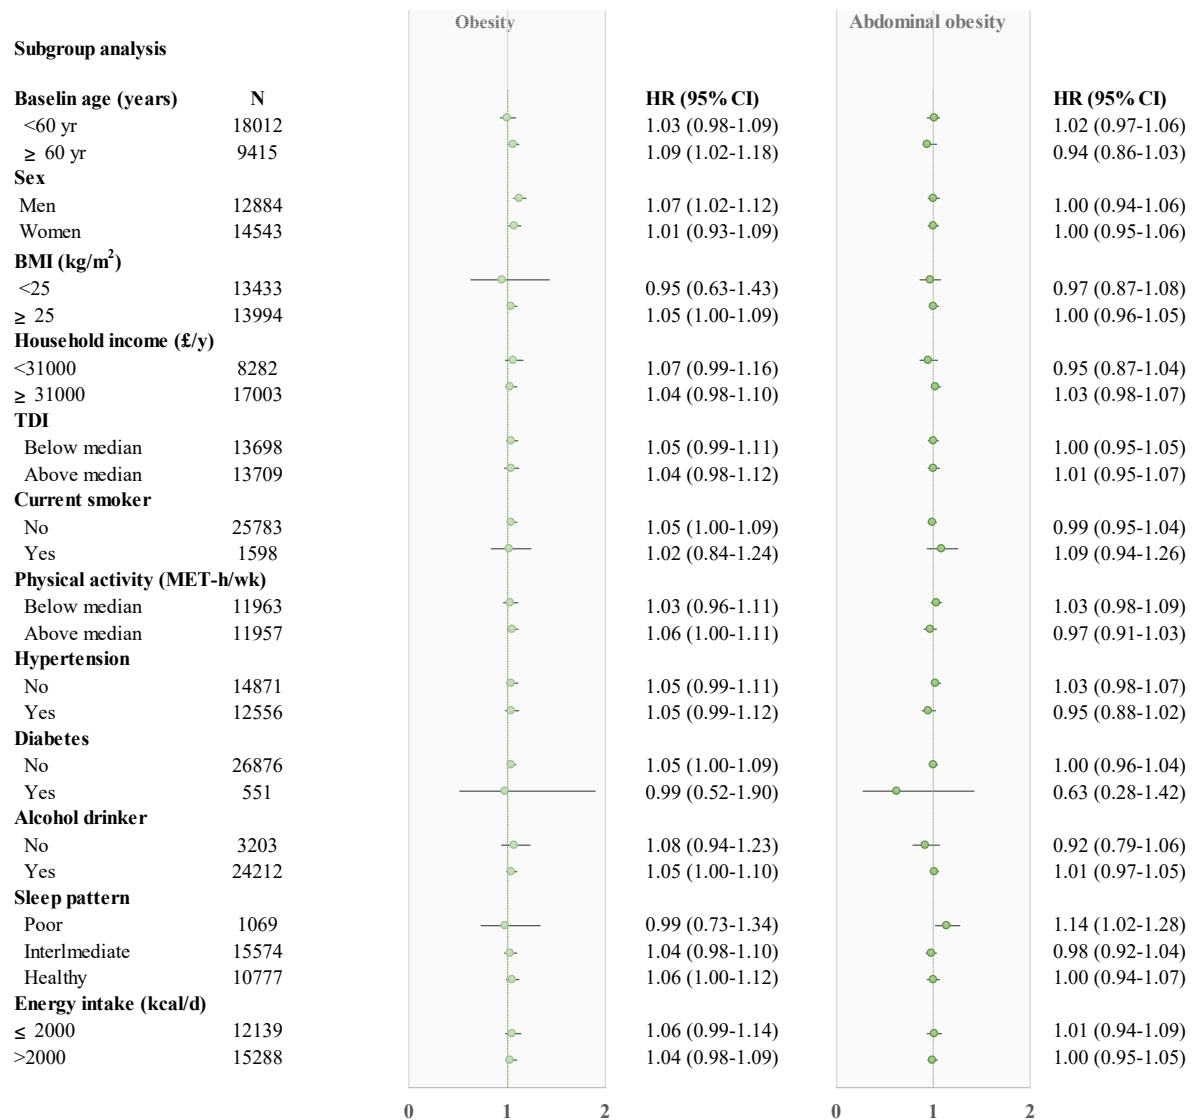 Obesity Abdominal obesity
Subgroup analysis
Baselin age (years) N HR (95% CI) HR (95% CI)
<60 yr 18012 1.03 (0.98-1.09) 1.02 (0.97-1.06)
≥ 60 yr 9415 1.09 (1.02-1.18) 0.94 (0.86-1.03)
Sex
Men 12884 1.07 (1.02-1.12) 1.00 (0.94-1.06)
Women 14543 1.01 (0.93-1.09) 1.00 (0.95-1.06)
BMI (kg/m²)
<25 13433 0.95 (0.63-1.43) 0.97 (0.87-1.08)
≥ 25 13994 1.05 (1.00-1.09) 1.00 (0.96-1.05)
Household income (£/y)
<31000 8282 1.07 (0.99-1.16) 0.95 (0.87-1.04)
≥ 31000 17003 1.04 (0.98-1.10) 1.03 (0.98-1.07)
TDI
Below median 13698 1.05 (0.99-1.11) 1.00 (0.95-1.05)
Above median 13709 1.04 (0.98-1.12) 1.01 (0.95-1.07)
Current smoker
No 25783 1.05 (1.00-1.09) 0.99 (0.95-1.04)
Yes 1598 1.02 (0.84-1.24) 1.09 (0.94-1.26)
Physical activity (MET-h/wk)
Below median 11963 1.03 (0.96-1.11) 1.03 (0.98-1.09)
Above median 11957 1.06 (1.00-1.11) 0.97 (0.91-1.03)
Hypertension
No 14871 1.05 (0.99-1.11) 1.03 (0.98-1.07)
Yes 12556 1.05 (0.99-1.12) 0.95 (0.88-1.02)
Diabetes
No 26876 1.05 (1.00-1.09) 1.00 (0.96-1.04)
Yes 551 0.99 (0.52-1.90) 0.63 (0.28-1.42)
Alcohol drinker
No 3203 1.08 (0.94-1.23) 0.92 (0.79-1.06)
Yes 24212 1.05 (1.00-1.10) 1.01 (0.97-1.05)
Sleep pattern
Poor 1069 0.99 (0.73-1.34) 1.14 (1.02-1.28)
Interlmediate 15574 1.04 (0.98-1.10) 0.98 (0.92-1.04)
Healthy 10777 1.06 (1.00-1.12) 1.00 (0.94-1.07)
Energy intake (kcal/d)
≤ 2000 12139 1.06 (0.99-1.14) 1.01 (0.94-1.09)
>2000 15288 1.04 (0.98-1.09) 1.00 (0.95-1.05)
0 1 2 0 1 2